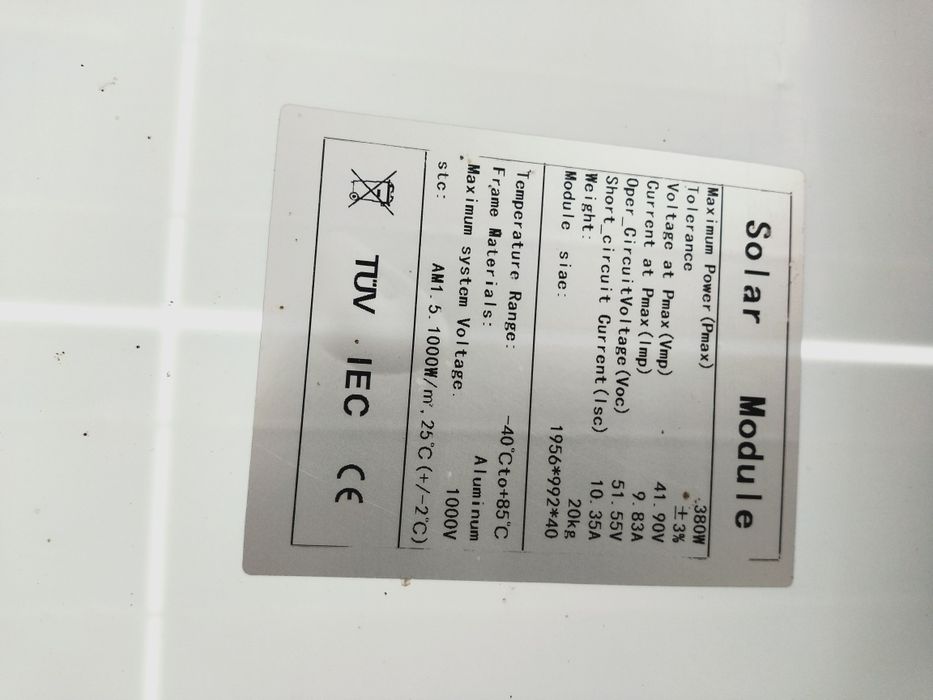 Solar Module
Maximum Power(Pmax) 380W
Tolerance ±3%
Voltage at Pmax(Vmp) 41.90V
Current at Pmax(Imp) 9.83A
Oper_CircuitVoltage(Voc) 51.55V
Short_circuit Current(Isc) 10.35A
Weight: 20kg
Module siae: 1956*992*40
Temperature Range: -40℃to+85℃
Frame Materials: Aluminum
Maximum system Voltage. 1000V
stc: AM1.5.1000W/㎡.25℃(+/-2℃)
TÜV IEC CE